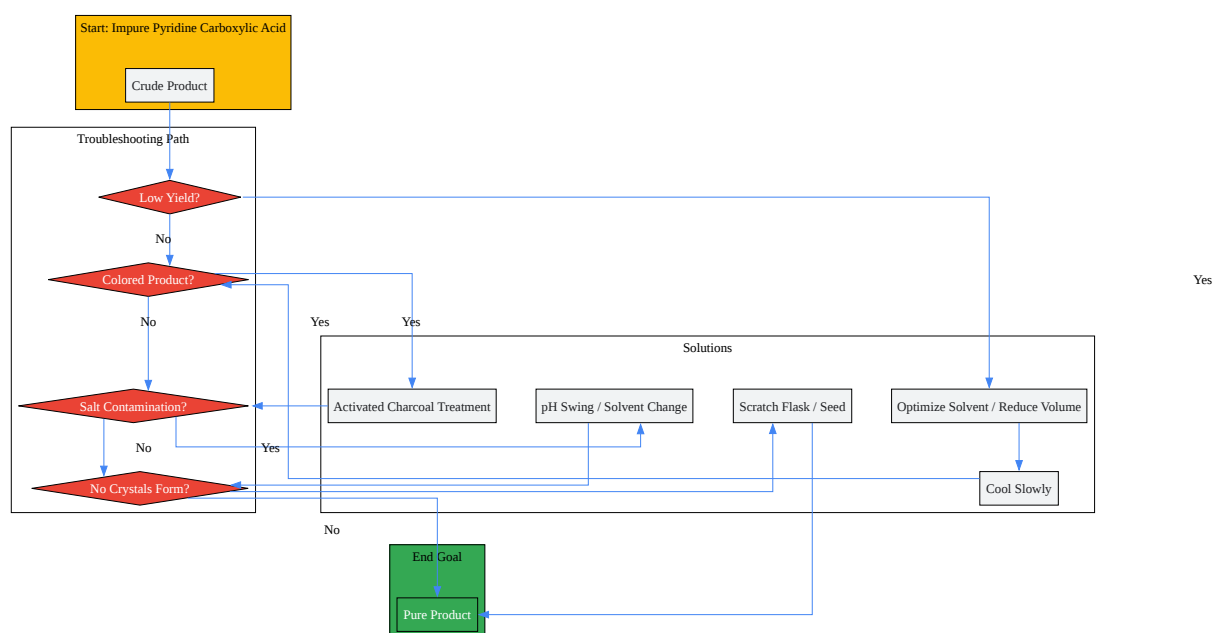 Start: Impure Pyridine Carboxylic Acid
Crude Product
Troubleshooting Path
Low Yield?
No
Colored Product?
Yes
No
Yes
Yes
Solutions
Salt Contamination?
Activated Charcoal Treatment
pH Swing / Solvent Change
Scratch Flask / Seed
Optimize Solvent / Reduce Volume
No
Yes
No Crystals Form?
Cool Slowly
No
End Goal
Pure Product